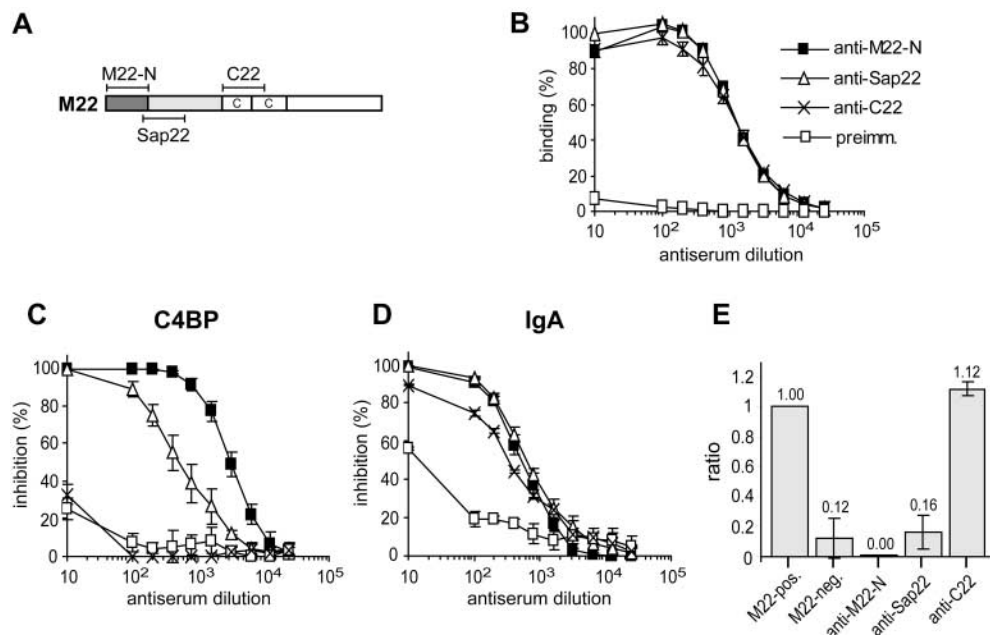 A
M22-N
C22
M22
C
C
Sap22
B
binding (%)
100
80
60
40
20
0
10
10²
10³
10⁴
10⁵
antiserum dilution
anti-M22-N
anti-Sap22
anti-C22
preimm.
C
C4BP
inhibition (%)
100
80
60
40
20
0
10
10²
10³
10⁴
10⁵
antiserum dilution
D
IgA
inhibition (%)
100
80
60
40
20
0
10
10²
10³
10⁴
10⁵
antiserum dilution
E
ratio
1.2
1
0.8
0.6
0.4
0.2
0
1.00
0.12
0.00
0.16
1.12
M22-pos.
M22-neg.
anti-M22-N
anti-Sap22
anti-C22